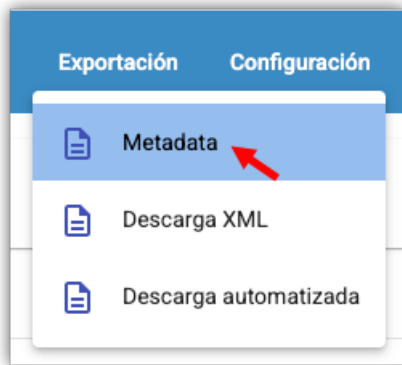 Exportación Configuración
Metadata
Descarga XML
Descarga automatizada